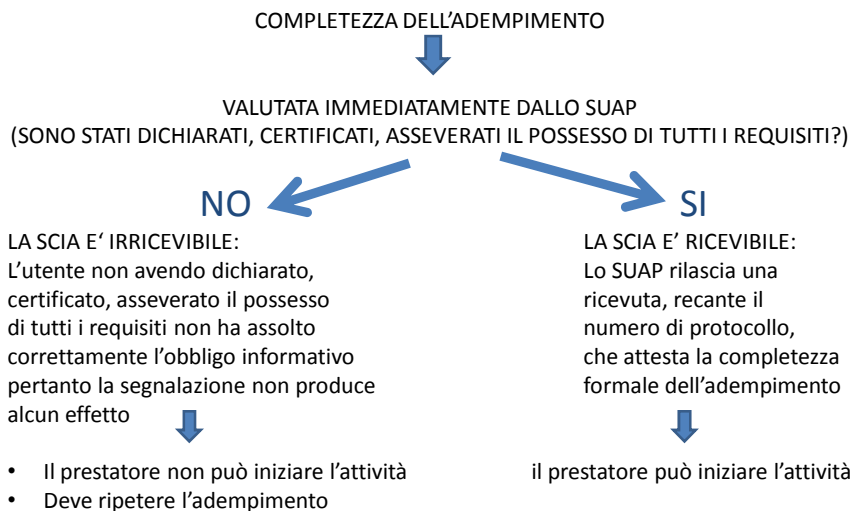 COMPLETEZZA DELL'ADEMPIMENTO
VALUTATA IMMEDIATAMENTE DALLO SUAP
(SONO STATI DICHIARATI, CERTIFICATI, ASSEVERATI IL POSSESSO DI TUTTI I REQUISITI?)
NO
LA SCIA E‘ IRRICEVIBILE:
L'utente non avendo dichiarato,
certificato, asseverato il possesso
di tutti i requisiti non ha assolto
correttamente l'obbligo informativo
pertanto la segnalazione non produce
alcun effetto
• Il prestatore non può iniziare l'attività
• Deve ripetere l'adempimento
SI
LA SCIA E’ RICEVIBILE:
Lo SUAP rilascia una
ricevuta, recante il
numero di protocollo,
che attesta la completezza
formale dell'adempimento
il prestatore può iniziare l'attività